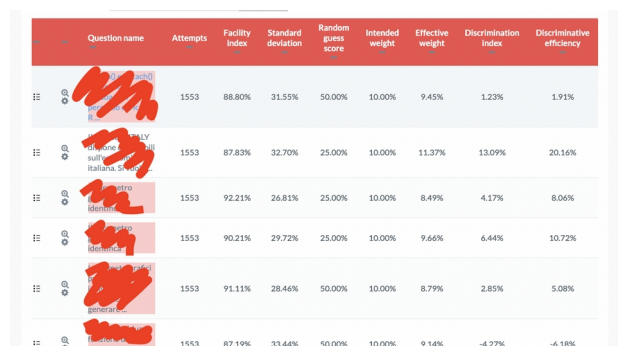 Question name Attempts Facility index Standard deviation Random guess score Intended weight Effective weight Discrimination index Discriminative efficiency
R...
1553 88.80% 31.55% 50.00% 10.00% 9.45% 1.23% 1.91%
italiana.
1553 87.83% 32.70% 25.00% 10.00% 11.37% 13.09% 20.16%
1553 92.21% 26.81% 25.00% 10.00% 8.49% 4.17% 8.06%
identifica
1553 90.21% 29.72% 25.00% 10.00% 9.66% 6.44% 10.72%
generare...
1553 91.11% 28.46% 50.00% 10.00% 8.79% 2.85% 5.08%
1553 87.19% 33.44% 50.00% 10.00% 9.14% -4.27% -6.18%